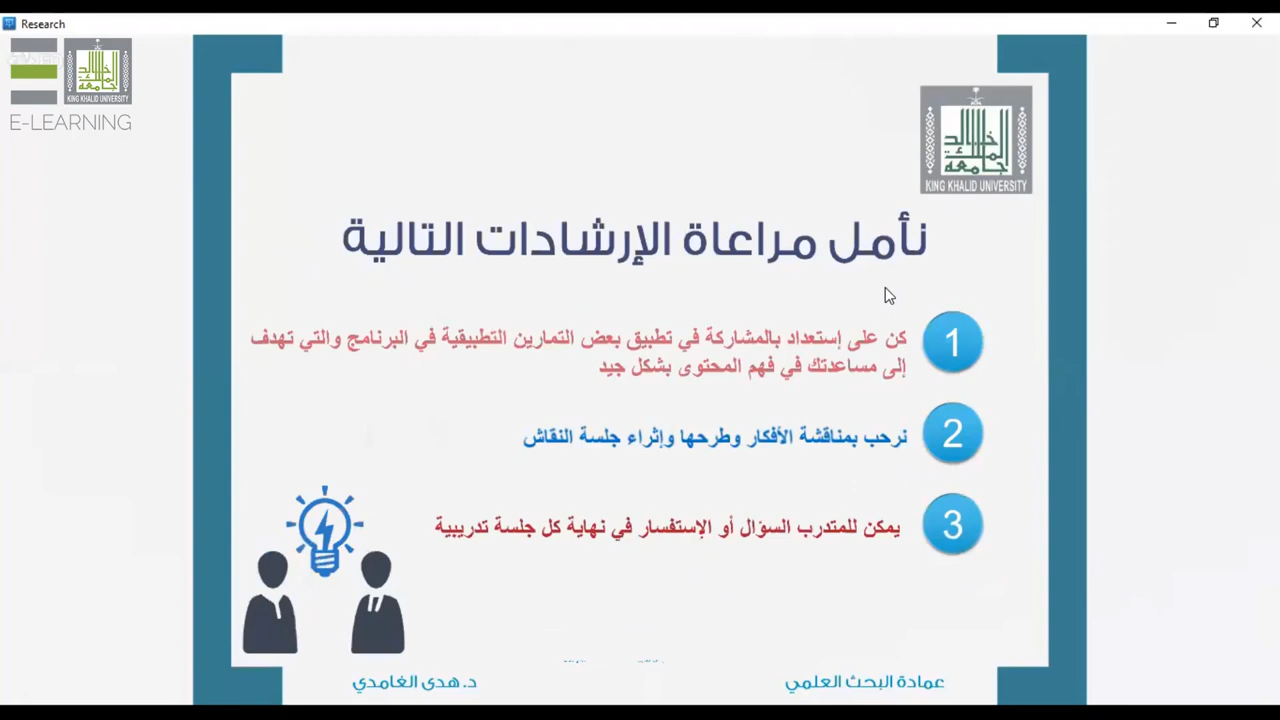 Research
جامعة الملك خالد
KING KHALID UNIVERSITY
E-LEARNING
جامعة الملك خالد
KING KHALID UNIVERSITY
نأمل مراعاة الإرشادات التالية
1
كن على إستعداد بالمشاركة في تطبيق بعض التمارين التطبيقية في البرنامج والتي تهدف
إلى مساعدتك في فهم المحتوى بشكل جيد
2
نرحب بمناقشة الأفكار وطرحها وإثراء جلسة النقاش
3
يمكن للمتدرب السؤال أو الإستفسار في نهاية كل جلسة تدريبية
عمادة البحث العلمي
د. هدى الغامدي